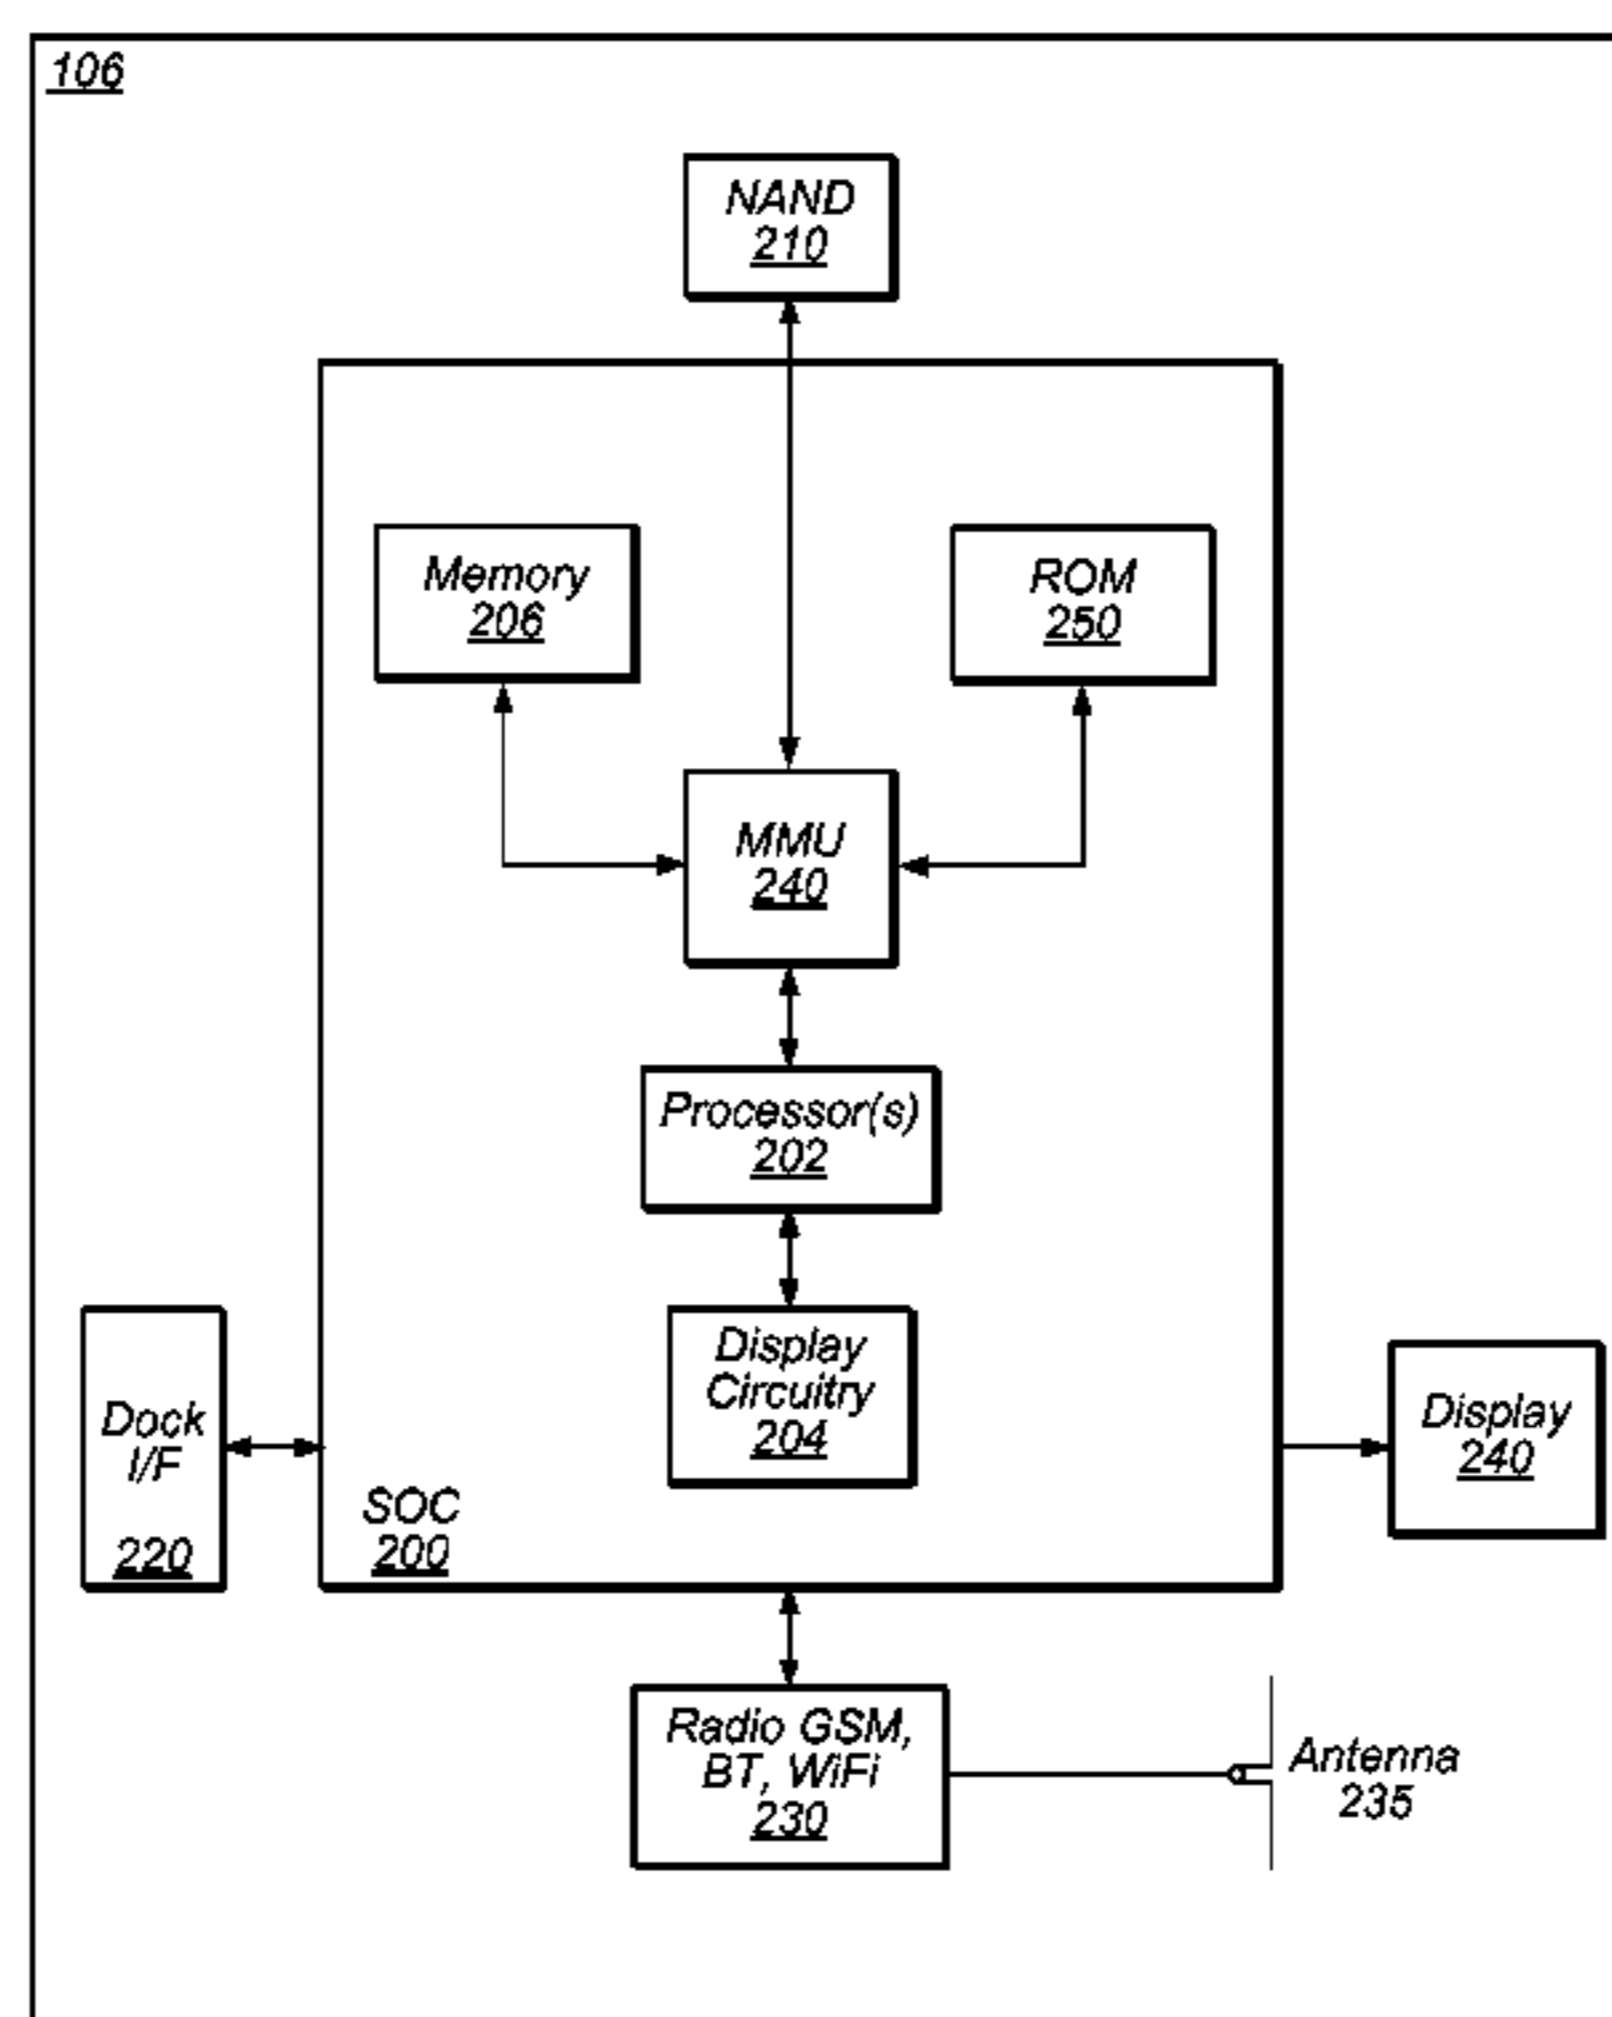 106
NAND
210
Memory
206
ROM
250
MMU
240
Processor(s)
202
Display
Circuitry
204
Dock
I/F
220
SOC
200
Display
240
Radio GSM,
BT, WiFi
230
Antenna
235